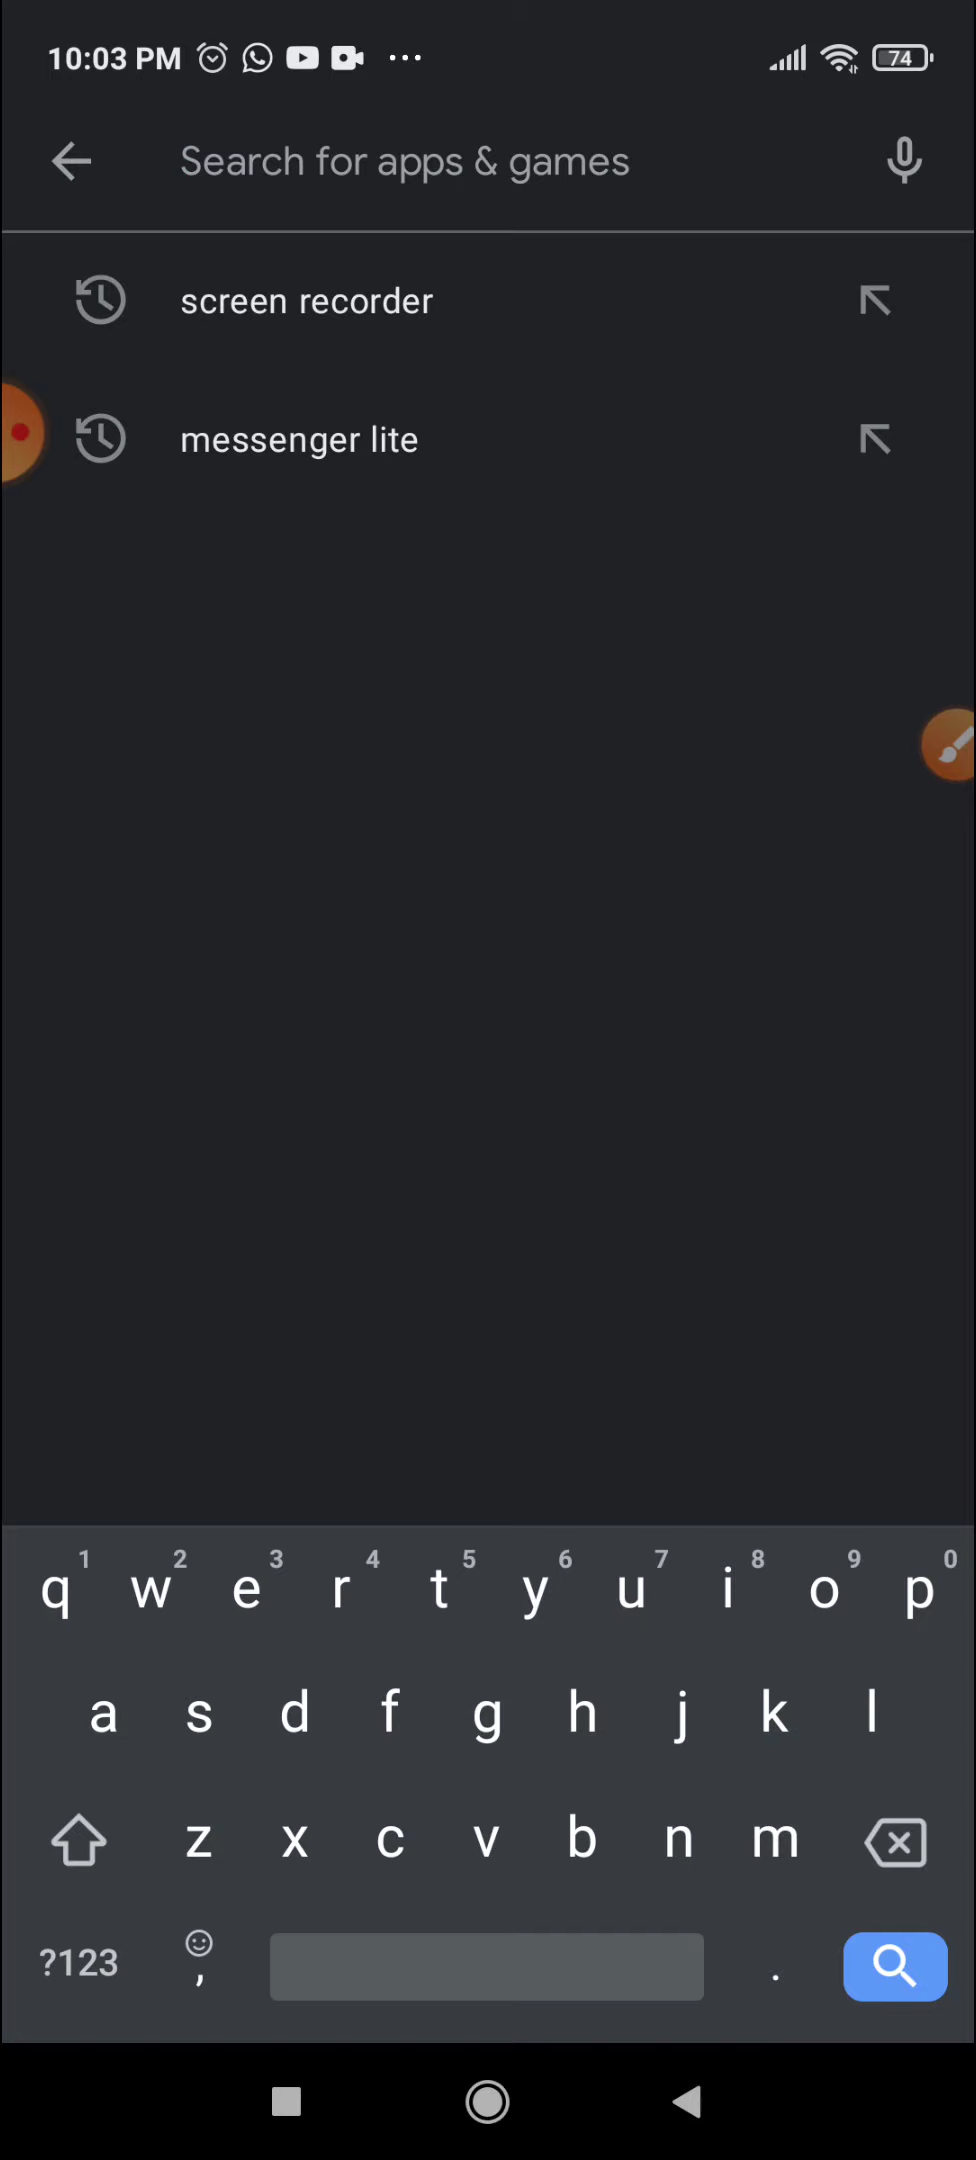 10:03 PM
74
Search for apps & games
screen recorder
messenger lite
1 2 3 4 5 6 7 8 9 0
q w e r t y u i o p
a s d f g h j k l
z x c v b n m
?123 , .